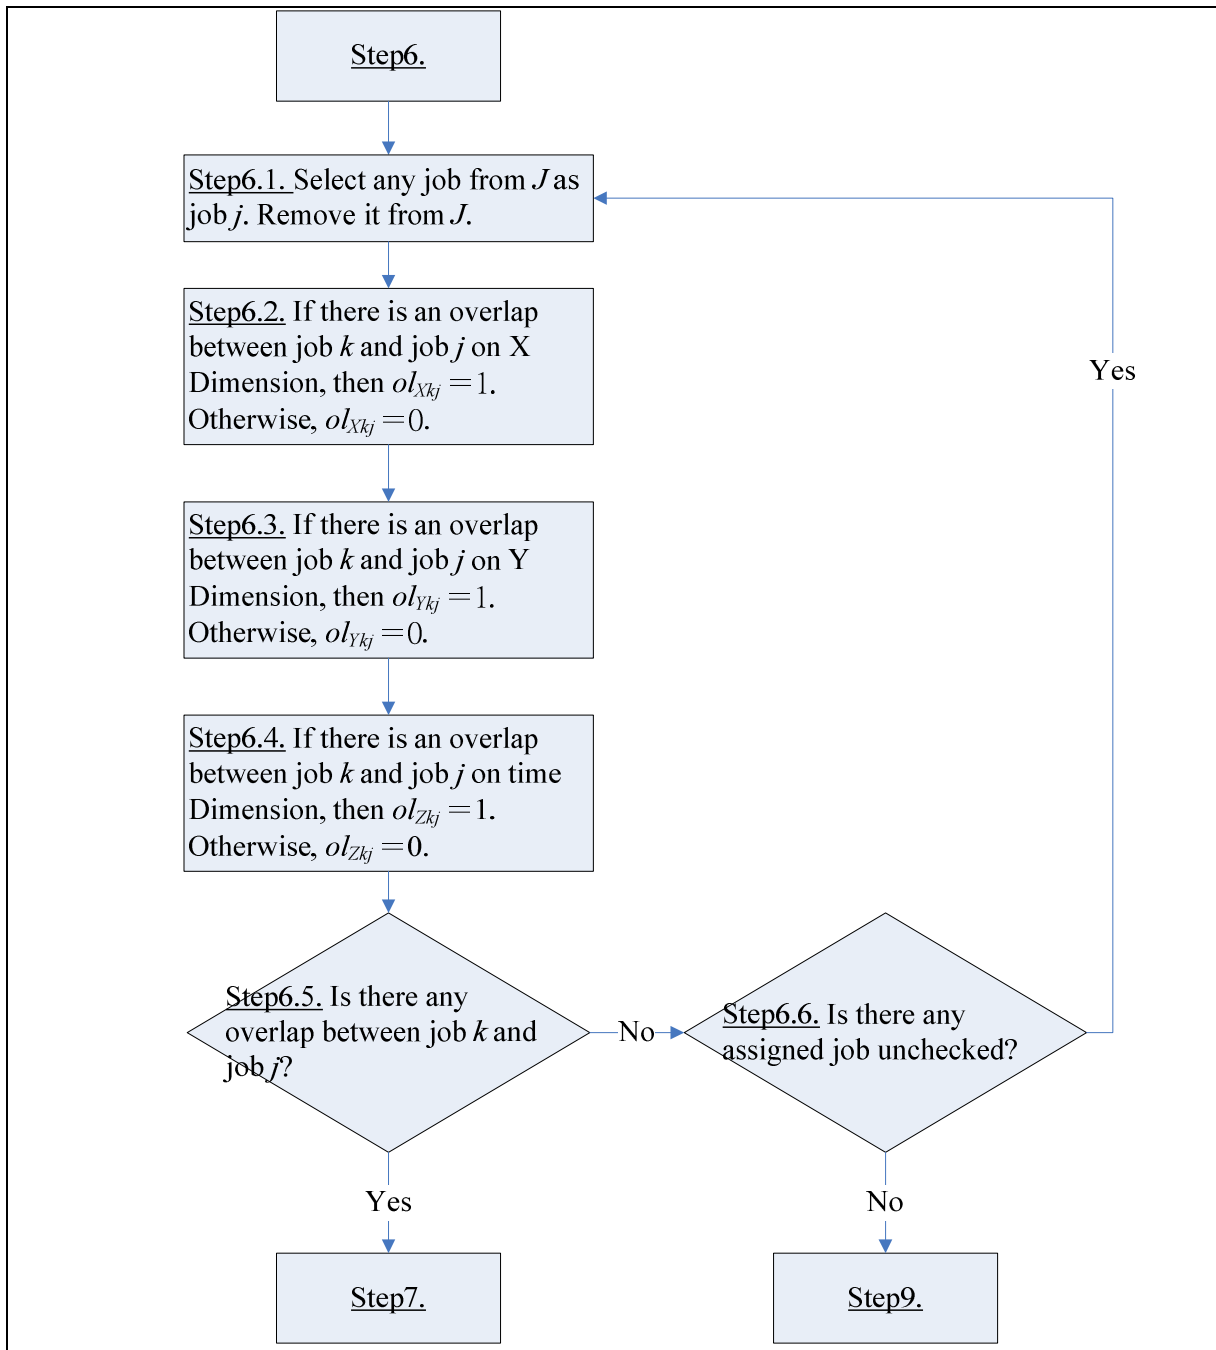 Step6.
Step6.1. Select any job from J as
job j. Remove it from J.
Step6.2. If there is an overlap
between job k and job j on X
Dimension, then olXkj =1.
Otherwise, olXkj =0.
Step6.3. If there is an overlap
between job k and job j on Y
Dimension, then olYkj =1.
Otherwise, olYkj =0.
Step6.4. If there is an overlap
between job k and job j on time
Dimension, then olZkj =1.
Otherwise, olZkj =0.
Step6.5. Is there any
overlap between job k and
job j?
No
Step6.6. Is there any
assigned job unchecked?
Yes
Yes
No
Step7.
Step9.